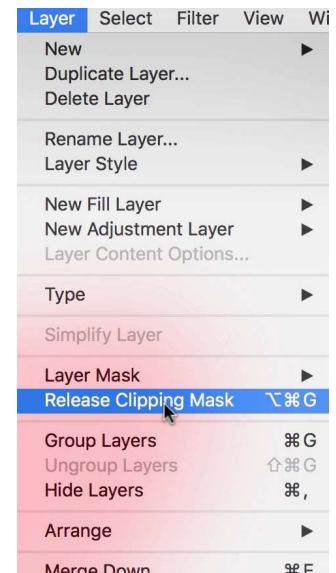 Layer Select Filter View Wi
New ▶
Duplicate Layer...
Delete Layer
Rename Layer...
Layer Style ▶
New Fill Layer ▶
New Adjustment Layer ▶
Layer Content Options...
Type ▶
Simplify Layer
Layer Mask ▶
Release Clipping Mask ⌥⌘G
Group Layers ⌘G
Ungroup Layers ⇧⌘G
Hide Layers ⌘,
Arrange ▶
Merge Down ⌘E